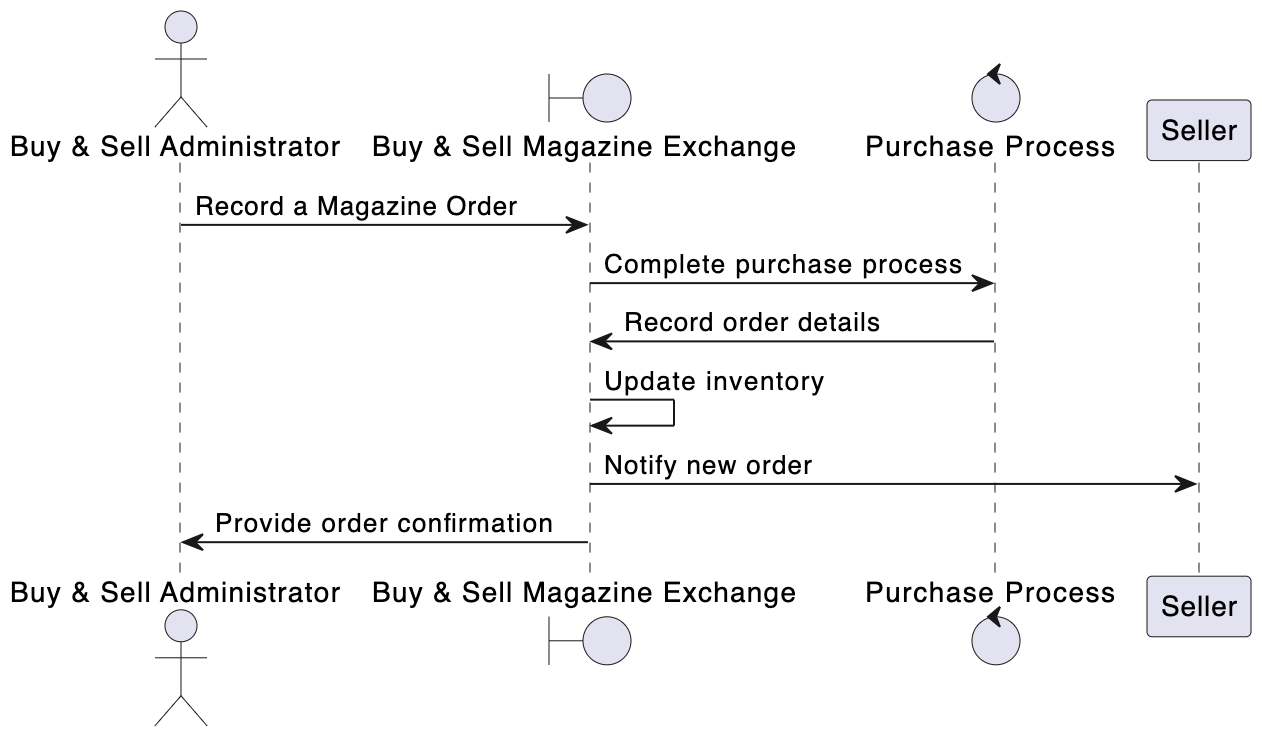 Buy & Sell Administrator
Buy & Sell Magazine Exchange
Purchase Process
Seller
Record a Magazine Order
Complete purchase process
Record order details
Update inventory
Notify new order
Provide order confirmation
Buy & Sell Administrator
Buy & Sell Magazine Exchange
Purchase Process
Seller